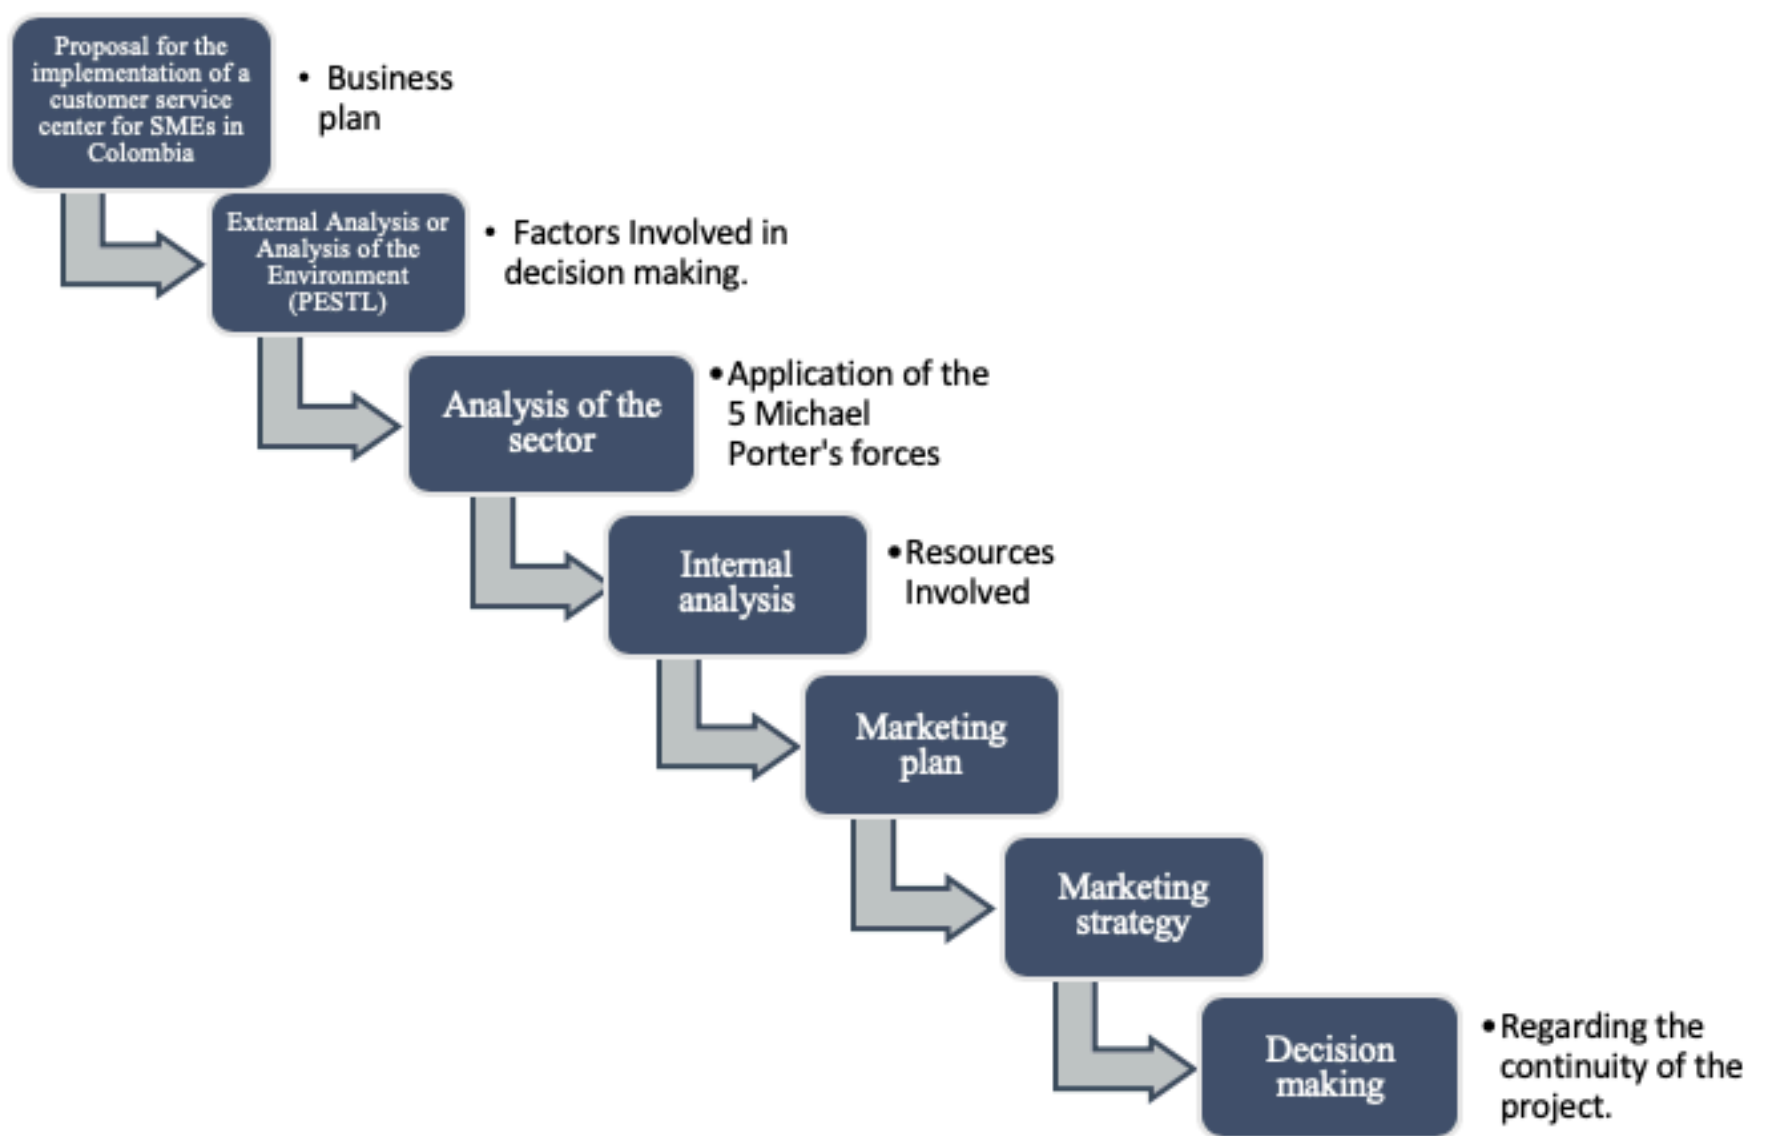 Proposal for the
implementation of a
customer service
center for SMEs in
Colombia
• Business
plan
External Analysis or
Analysis of the
Environment
(PESTL)
• Factors Involved in
decision making.
Analysis of the
sector
•Application of the
5 Michael
Porter's forces
Internal
analysis
•Resources
Involved
Marketing
plan
Marketing
strategy
Decision
making
•Regarding the
continuity of the
project.